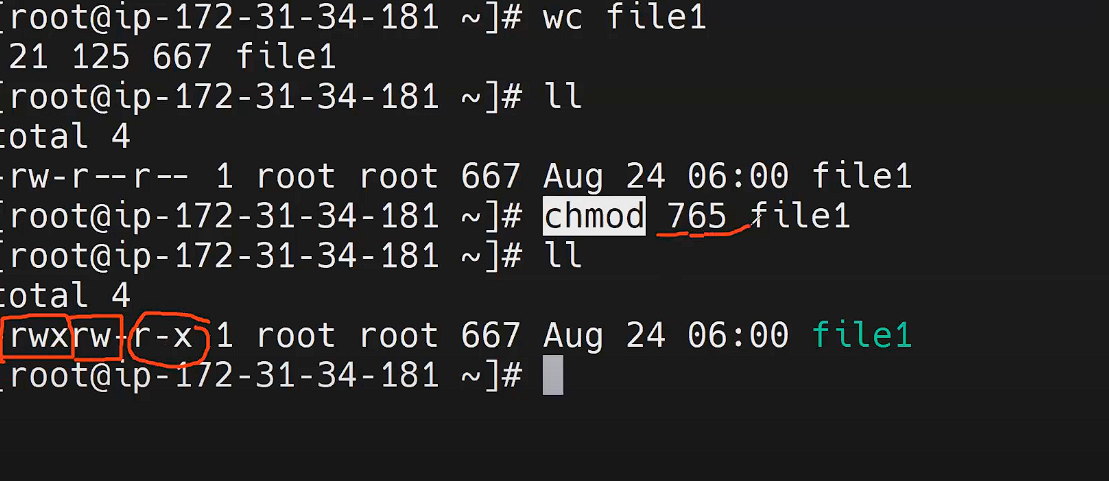 [root@ip-172-31-34-181 ~]# wc file1
21 125 667 file1
[root@ip-172-31-34-181 ~]# ll
total 4
-rw-r--r-- 1 root root 667 Aug 24 06:00 file1
[root@ip-172-31-34-181 ~]# chmod 765 file1
[root@ip-172-31-34-181 ~]# ll
total 4
rwxrw-r-x 1 root root 667 Aug 24 06:00 file1
[root@ip-172-31-34-181 ~]#